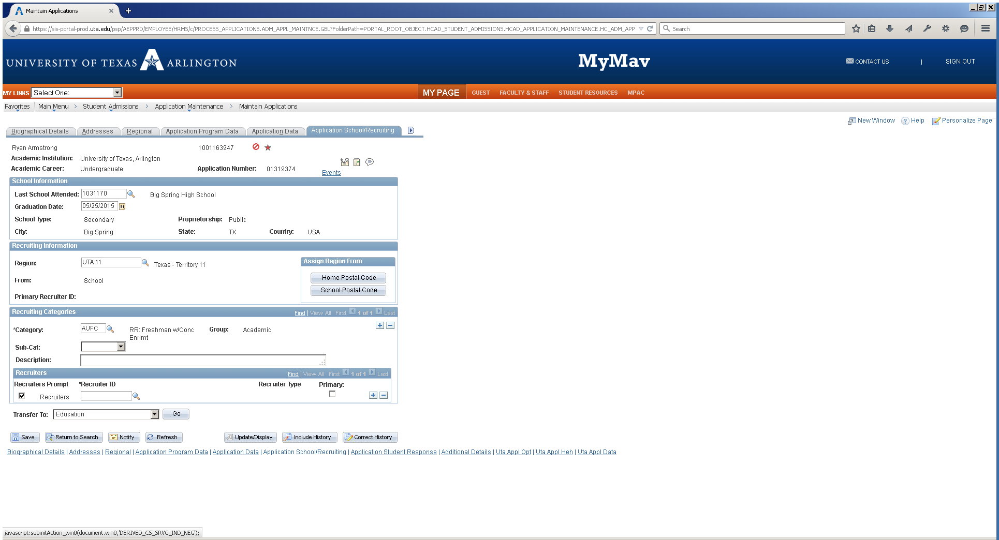 Maintain Applications
https://sis-portal-prod.uta.edu/psp/AEPPRD/EMPLOYEE/HRMS/c/PROCESS_APPLICATIONS.ADM_APPL_MAINTNCE.GBL?FolderPath=PORTAL_ROOT_OBJECT.HCAD_STUDENT_ADMISSIONS.HCAD_APPLICATION_MAINTENANCE.HC_ADM_APP Search
UNIVERSITY OF TEXAS ARLINGTON MyMav CONTACT US | SIGN OUT
MY LINKS Select One: MY PAGE GUEST FACULTY & STAFF STUDENT RESOURCES MPAC
Favorites Main Menu > Student Admissions > Application Maintenance > Maintain Applications
New Window Help Personalize Page
Biographical Details Addresses Regional Application Program Data Application Data Application School/Recruiting
Ryan Armstrong 1001163947
Academic Institution: University of Texas, Arlington
Academic Career: Undergraduate Application Number: 01319374
Events
School Information
Last School Attended: 1031170 Big Spring High School
Graduation Date: 05/25/2015 31
School Type: Secondary Proprietorship: Public
City: Big Spring State: TX Country: USA
Recruiting Information
Region: UTA 11 Texas - Territory 11
Assign Region From
Home Postal Code
From: School
School Postal Code
Primary Recruiter ID:
Recruiting Categories Find | View All First 1 of 1 Last
*Category: AUFC RR: Freshman w/Conc Enrlmt Group: Academic
Sub-Cat:
Description:
Recruiters Find | View All First 1 of 1 Last
Recruiters Prompt *Recruiter ID Recruiter Type Primary:
Recruiters
Transfer To: Education Go
Save Return to Search Notify Refresh Update/Display Include History Correct History
Biographical Details | Addresses | Regional | Application Program Data | Application Data | Application School/Recruiting | Application Student Response | Additional Details | Uta Appl Opt | Uta Appl Heh | Uta Appl Data
javascript:submitAction_win0(document.win0,'DERIVED_CS_SRVC_IND_NEG');